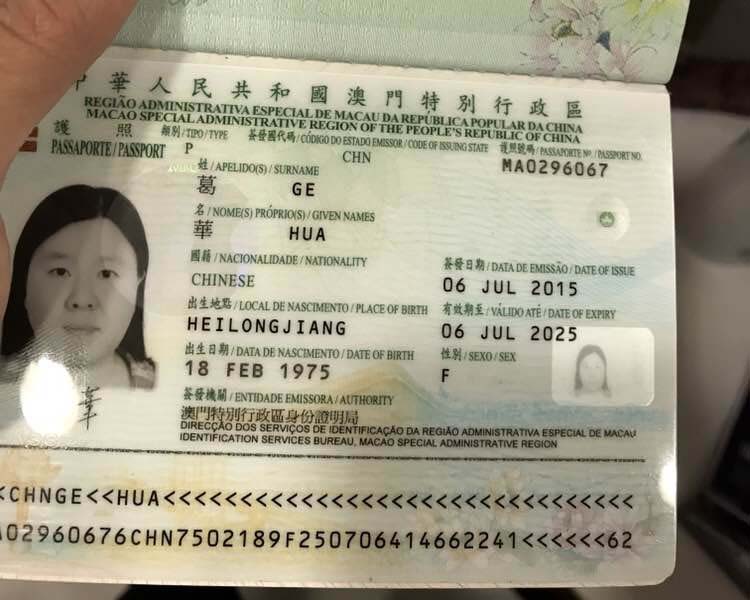 中華人民共和國澳門特別行政區
REGIÃO ADMINISTRATIVA ESPECIAL DE MACAU DA REPÚBLICA POPULAR DA CHINA
MACAO SPECIAL ADMINISTRATIVE REGION OF THE PEOPLE'S REPUBLIC OF CHINA
護照
PASSAPORTE / PASSPORT
類別 / TIPO / TYPE
P
簽發國代碼 / CÓDIGO DO ESTADO EMISSOR / CODE OF ISSUING STATE
CHN
護照號碼 / PASSAPORTE Nº / PASSPORT NO.
MA0296067
姓 / APELIDO(S) / SURNAME
葛 GE
名 / NOME(S) PRÓPRIO(S) / GIVEN NAMES
華 HUA
國籍 / NACIONALIDADE / NATIONALITY
CHINESE
簽發日期 / DATA DE EMISSÃO / DATE OF ISSUE
06 JUL 2015
出生地點 / LOCAL DE NASCIMENTO / PLACE OF BIRTH
HEILONGJIANG
有效期至 / VÁLIDO ATÉ / DATE OF EXPIRY
06 JUL 2025
出生日期 / DATA DE NASCIMENTO / DATE OF BIRTH
18 FEB 1975
性別 / SEXO / SEX
F
簽發機關 / ENTIDADE EMISSORA / AUTHORITY
澳門特別行政區身份證明局
DIRECÇÃO DOS SERVIÇOS DE IDENTIFICAÇÃO DA REGIÃO ADMINISTRATIVA ESPECIAL DE MACAU
IDENTIFICATION SERVICES BUREAU, MACAO SPECIAL ADMINISTRATIVE REGION
<CHNGE<<HUA<<<<<<<<<<<<<<<<<<<<<<<<<<<<<<<
A02960676CHN7502189F250706414662241<<<<<<62